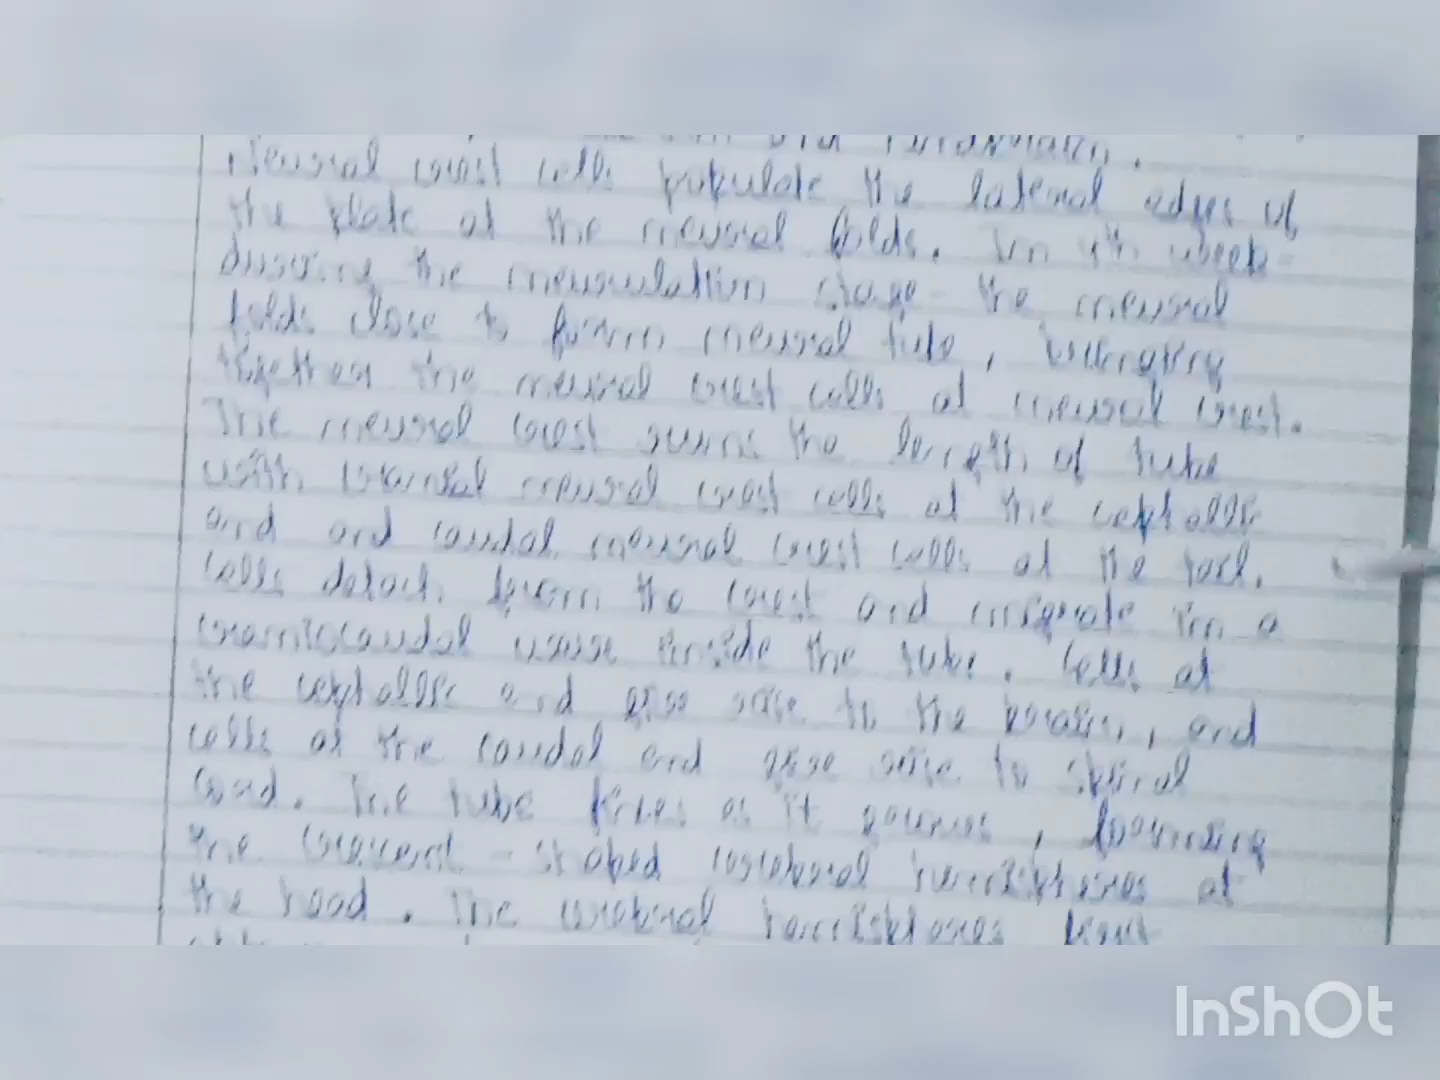 and hindbrain.
Neural crest cells populate the lateral edges of
the plate at the neural folds. In 4th week -
during the neurulation stage - the neural
folds close to form neural tube, bringing
together the neural crest cells at neural crest.
The neural crest runs the length of tube
with cranial neural crest cells at the cephalic
end and caudal neural crest cells at the tail.
Cells detach from the crest and migrate in a
craniocaudal wave inside the tube. Cells at
the cephalic end give rise to the brain, and
cells at the caudal end give rise to spinal
cord. The tube flexes as it grows, forming
the crescent - shaped cerebral hemispheres at
the head. The cerebral hemispheres first
InShOt